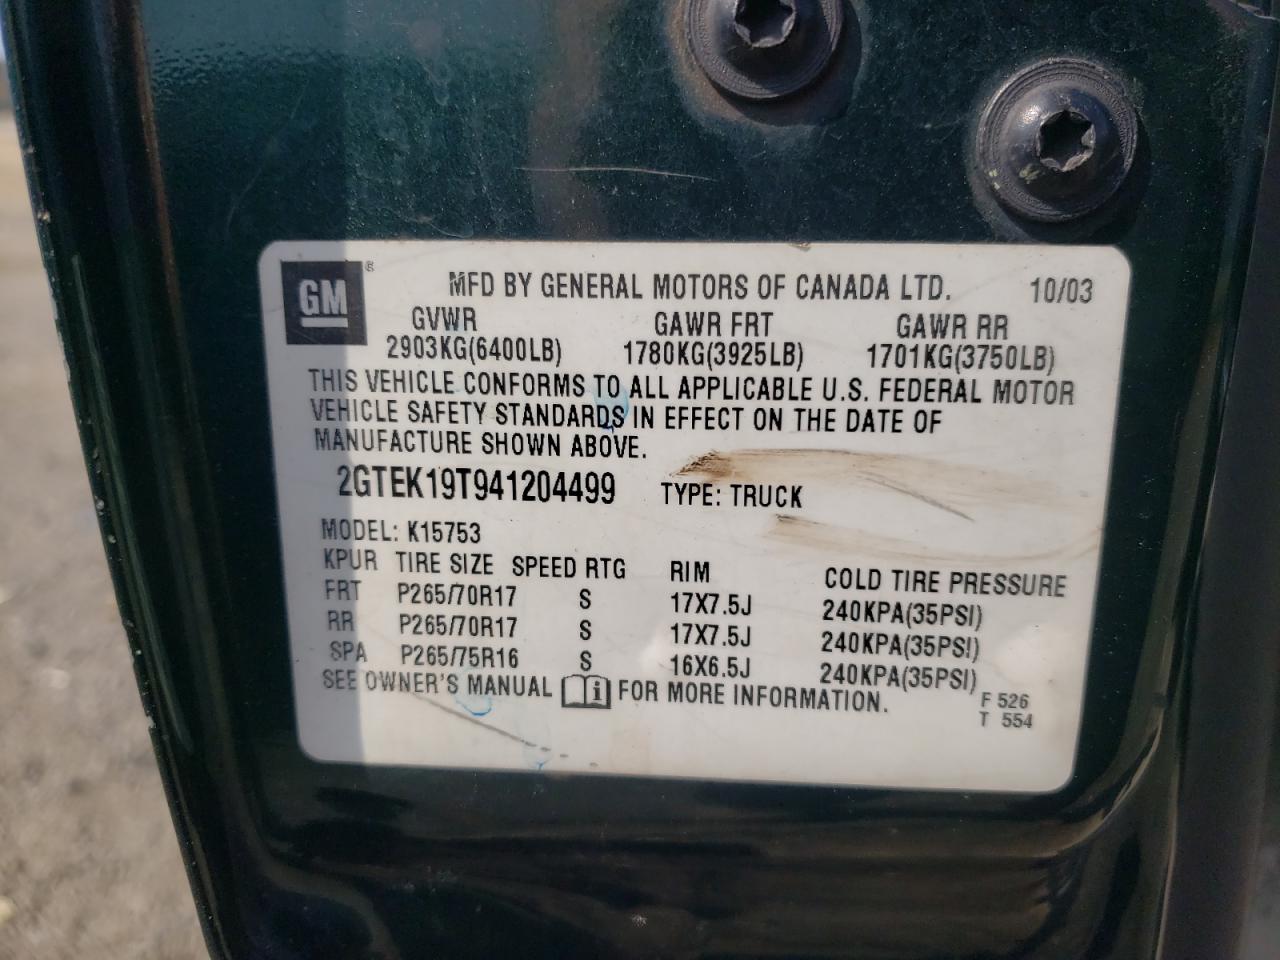 GM ®
MFD BY GENERAL MOTORS OF CANADA LTD. 10/03
GVWR GAWR FRT GAWR RR
2903KG(6400LB) 1780KG(3925LB) 1701KG(3750LB)
THIS VEHICLE CONFORMS TO ALL APPLICABLE U.S. FEDERAL MOTOR
VEHICLE SAFETY STANDARDS IN EFFECT ON THE DATE OF
MANUFACTURE SHOWN ABOVE.
2GTEK19T941204499 TYPE: TRUCK
MODEL: K15753
KPUR TIRE SIZE SPEED RTG RIM COLD TIRE PRESSURE
FRT P265/70R17 S 17X7.5J 240KPA(35PSI)
RR P265/70R17 S 17X7.5J 240KPA(35PSI)
SPA P265/75R16 S 16X6.5J 240KPA(35PSI)
SEE OWNER'S MANUAL i FOR MORE INFORMATION.
F 526
T 554